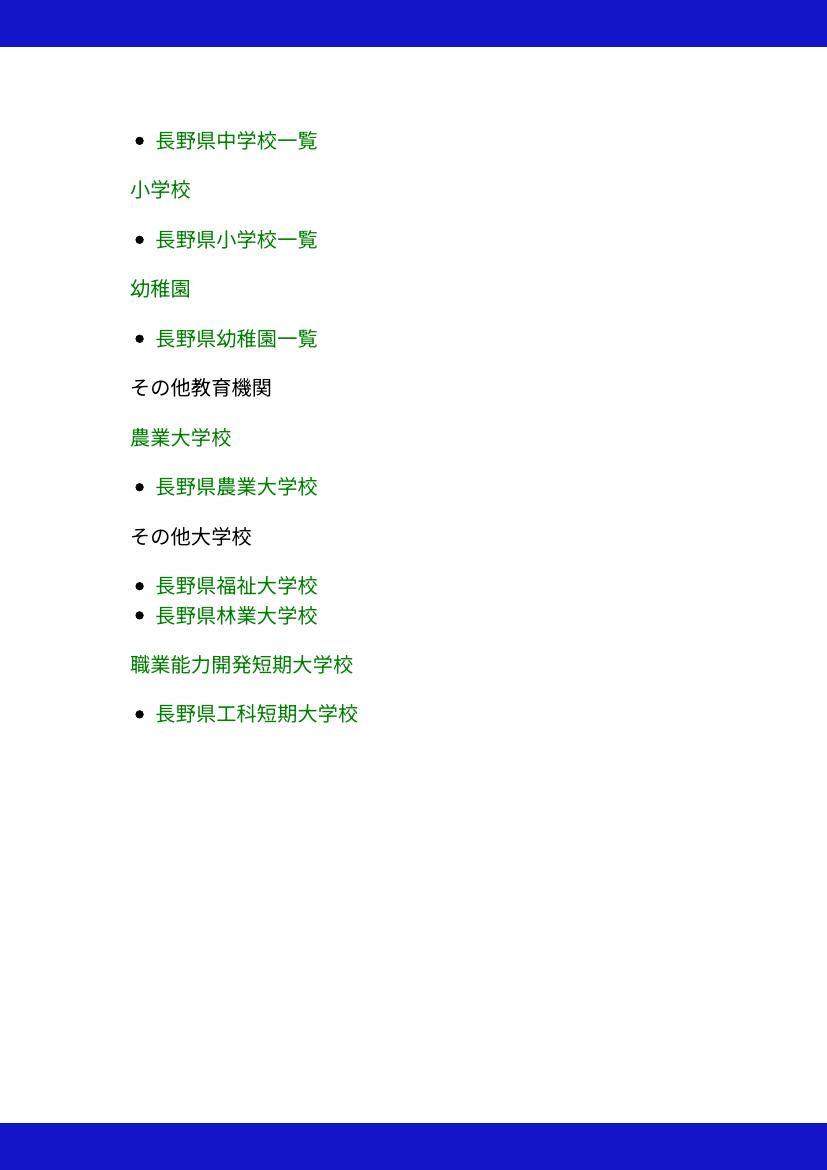 • 長野県中学校一覧
小学校
• 長野県小学校一覧
幼稚園
• 長野県幼稚園一覧
その他教育機関
農業大学校
• 長野県農業大学校
その他大学校
• 長野県福祉大学校
• 長野県林業大学校
職業能力開発短期大学校
• 長野県工科短期大学校